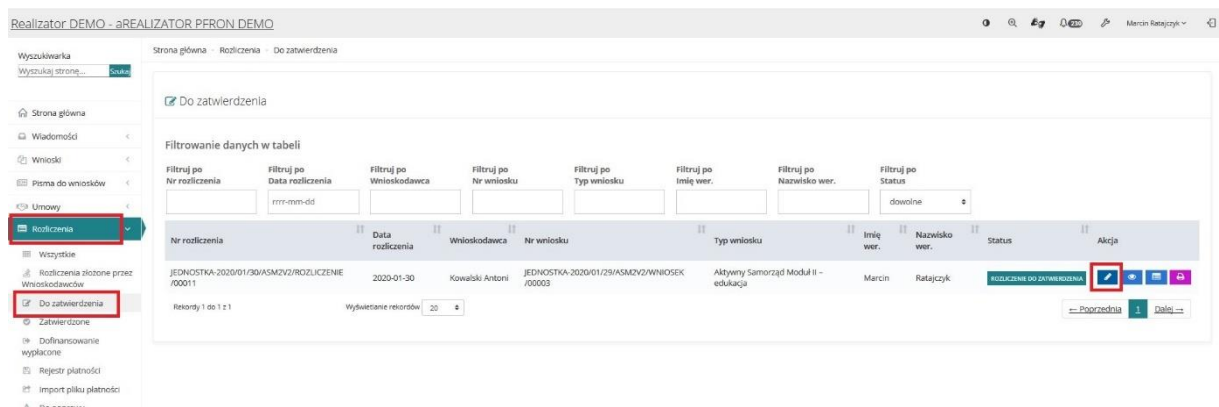 Realizator DEMO - aREALIZATOR PFRON DEMO
230
Marcin Ratajczyk
Wyszukiwarka
Wyszukaj stronę...
Szukaj
Strona główna
Wiadomości
Wnioski
Pisma do wniosków
Umowy
Rozliczenia
Wszystkie
Rozliczenia złożone przez
Wnioskodawców
Do zatwierdzenia
Zatwierdzone
Dofinansowanie
wypłacone
Rejestr płatności
Import pliku płatności
Strona główna - Rozliczenia - Do zatwierdzenia
Do zatwierdzenia
Filtrowanie danych w tabeli
Filtruj po
Nr rozliczenia
Filtruj po
Data rozliczenia
rrrr-mm-dd
Filtruj po
Wnioskodawca
Filtruj po
Nr wniosku
Filtruj po
Typ wniosku
Filtruj po
Imię wer.
Filtruj po
Nazwisko wer.
Filtruj po
Status
dowolne
Nr rozliczenia
Data
rozliczenia
Wnioskodawca
Nr wniosku
Typ wniosku
Imię
wer.
Nazwisko
wer.
Status
Akcja
JEDNOSTKA-2020/01/30/ASM2V2/ROZLICZENIE
/00011
2020-01-30
Kowalski Antoni
JEDNOSTKA-2020/01/29/ASM2V2/WNIOSEK
/00003
Aktywny Samorząd Moduł II –
edukacja
Marcin
Ratajczyk
ROZLICZENIE DO ZATWIERDZENIA
Rekordy 1 do 1 z 1
Wyświetlanie rekordów 20
← Poprzednia 1 Dalej →